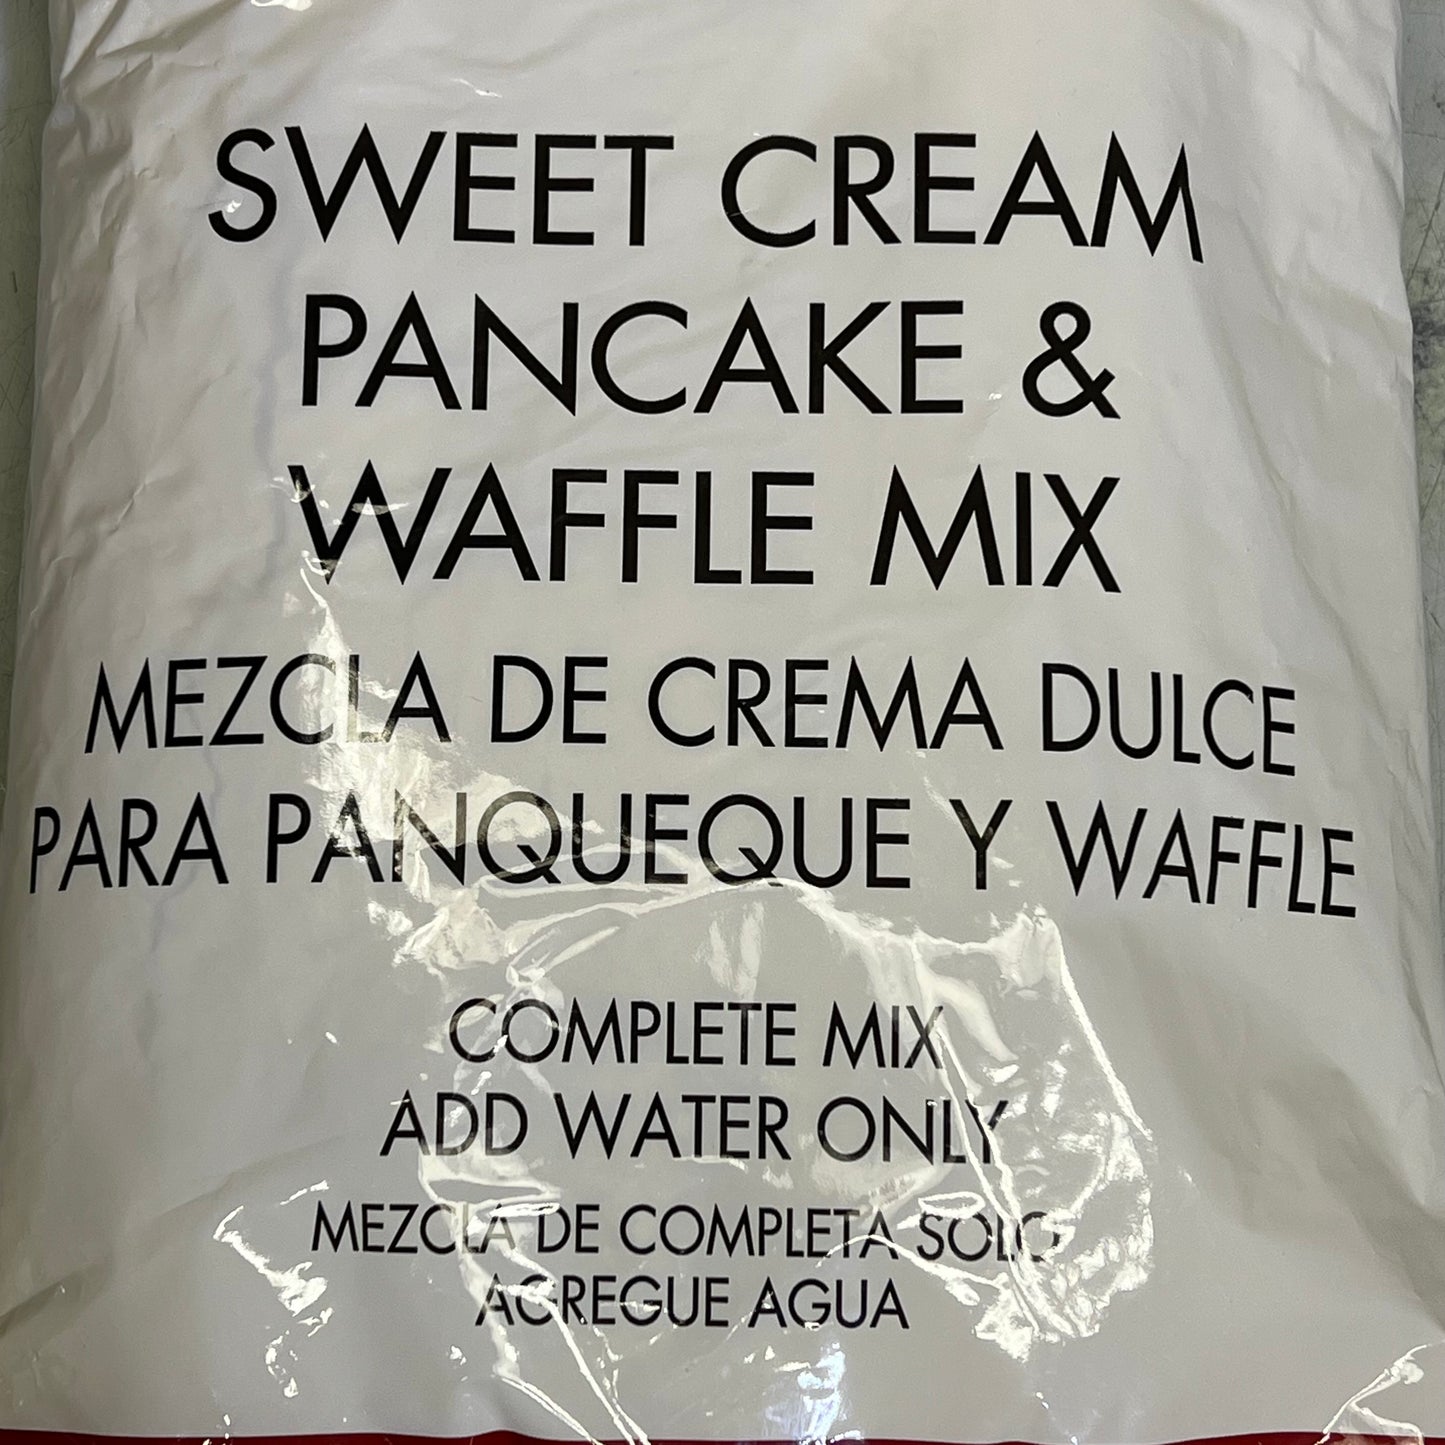 SWEET CREAM
PANCAKE &
WAFFLE MIX
MEZCLA DE CREMA DULCE
PARA PANQUEQUE Y WAFFLE
COMPLETE MIX
ADD WATER ONLY
MEZCLA DE COMPLETA SOLO
AGREGUE AGUA